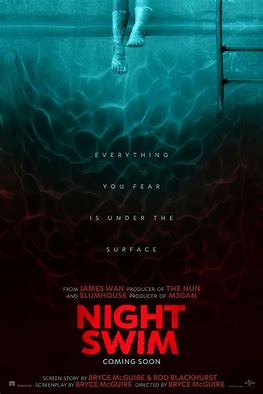 EVERYTHING
YOU FEAR
IS UNDER THE
SURFACE
FROM JAMES WAN PRODUCER OF THE NUN
AND BLUMHOUSE PRODUCER OF M3GAN
NIGHT
SWIM
COMING SOON
SCREEN STORY BY BRYCE McGUIRE & ROD BLACKHURST
SCREENPLAY BY BRYCE McGUIRE DIRECTED BY BRYCE McGUIRE